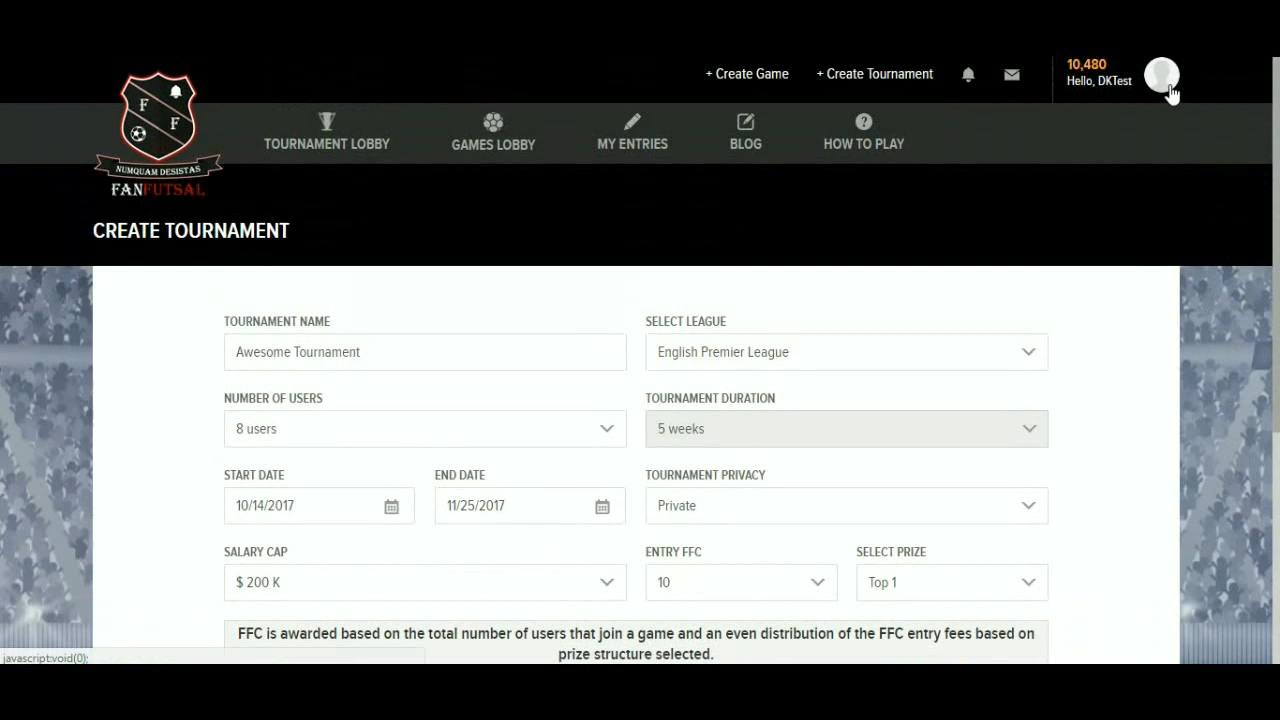 + Create Game
+ Create Tournament
10,480
Hello, DKTest
F
F
NUMQUAM DESISTAS
FANFUTSAL
TOURNAMENT LOBBY
GAMES LOBBY
MY ENTRIES
BLOG
HOW TO PLAY
CREATE TOURNAMENT
TOURNAMENT NAME
Awesome Tournament
SELECT LEAGUE
English Premier League
NUMBER OF USERS
8 users
TOURNAMENT DURATION
5 weeks
START DATE
10/14/2017
END DATE
11/25/2017
TOURNAMENT PRIVACY
Private
SALARY CAP
$ 200 K
ENTRY FFC
10
SELECT PRIZE
Top 1
FFC is awarded based on the total number of users that join a game and an even distribution of the FFC entry fees based on
prize structure selected.
javascript:void(0);